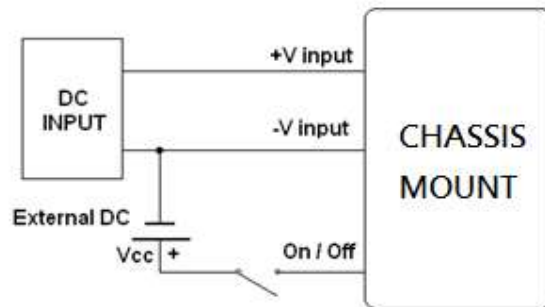 +V input
DC
INPUT
-V input
CHASSIS
MOUNT
External DC
Vcc +
On / Off